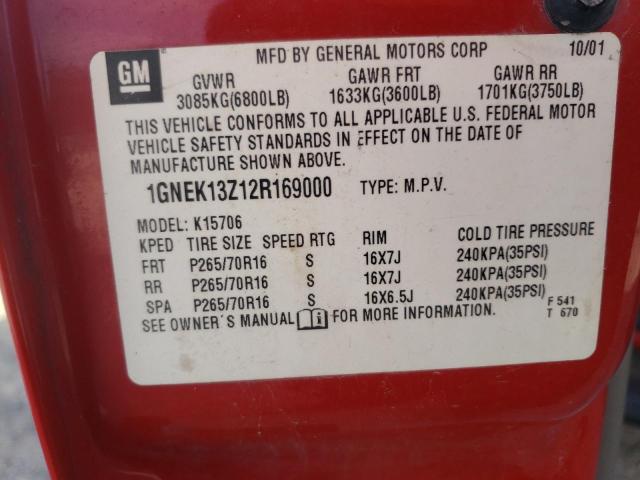 GM
MFD BY GENERAL MOTORS CORP 10/01
GVWR GAWR FRT GAWR RR
3085KG(6800LB) 1633KG(3600LB) 1701KG(3750LB)
THIS VEHICLE CONFORMS TO ALL APPLICABLE U.S. FEDERAL MOTOR
VEHICLE SAFETY STANDARDS IN EFFECT ON THE DATE OF
MANUFACTURE SHOWN ABOVE.
1GNEK13Z12R169000 TYPE: M.P.V.
MODEL: K15706
KPED TIRE SIZE SPEED RTG RIM COLD TIRE PRESSURE
FRT P265/70R16 S 16X7J 240KPA(35PSI)
RR P265/70R16 S 16X7J 240KPA(35PSI)
SPA P265/70R16 S 16X6.5J 240KPA(35PSI)
SEE OWNER'S MANUAL FOR MORE INFORMATION.
F 541
T 670